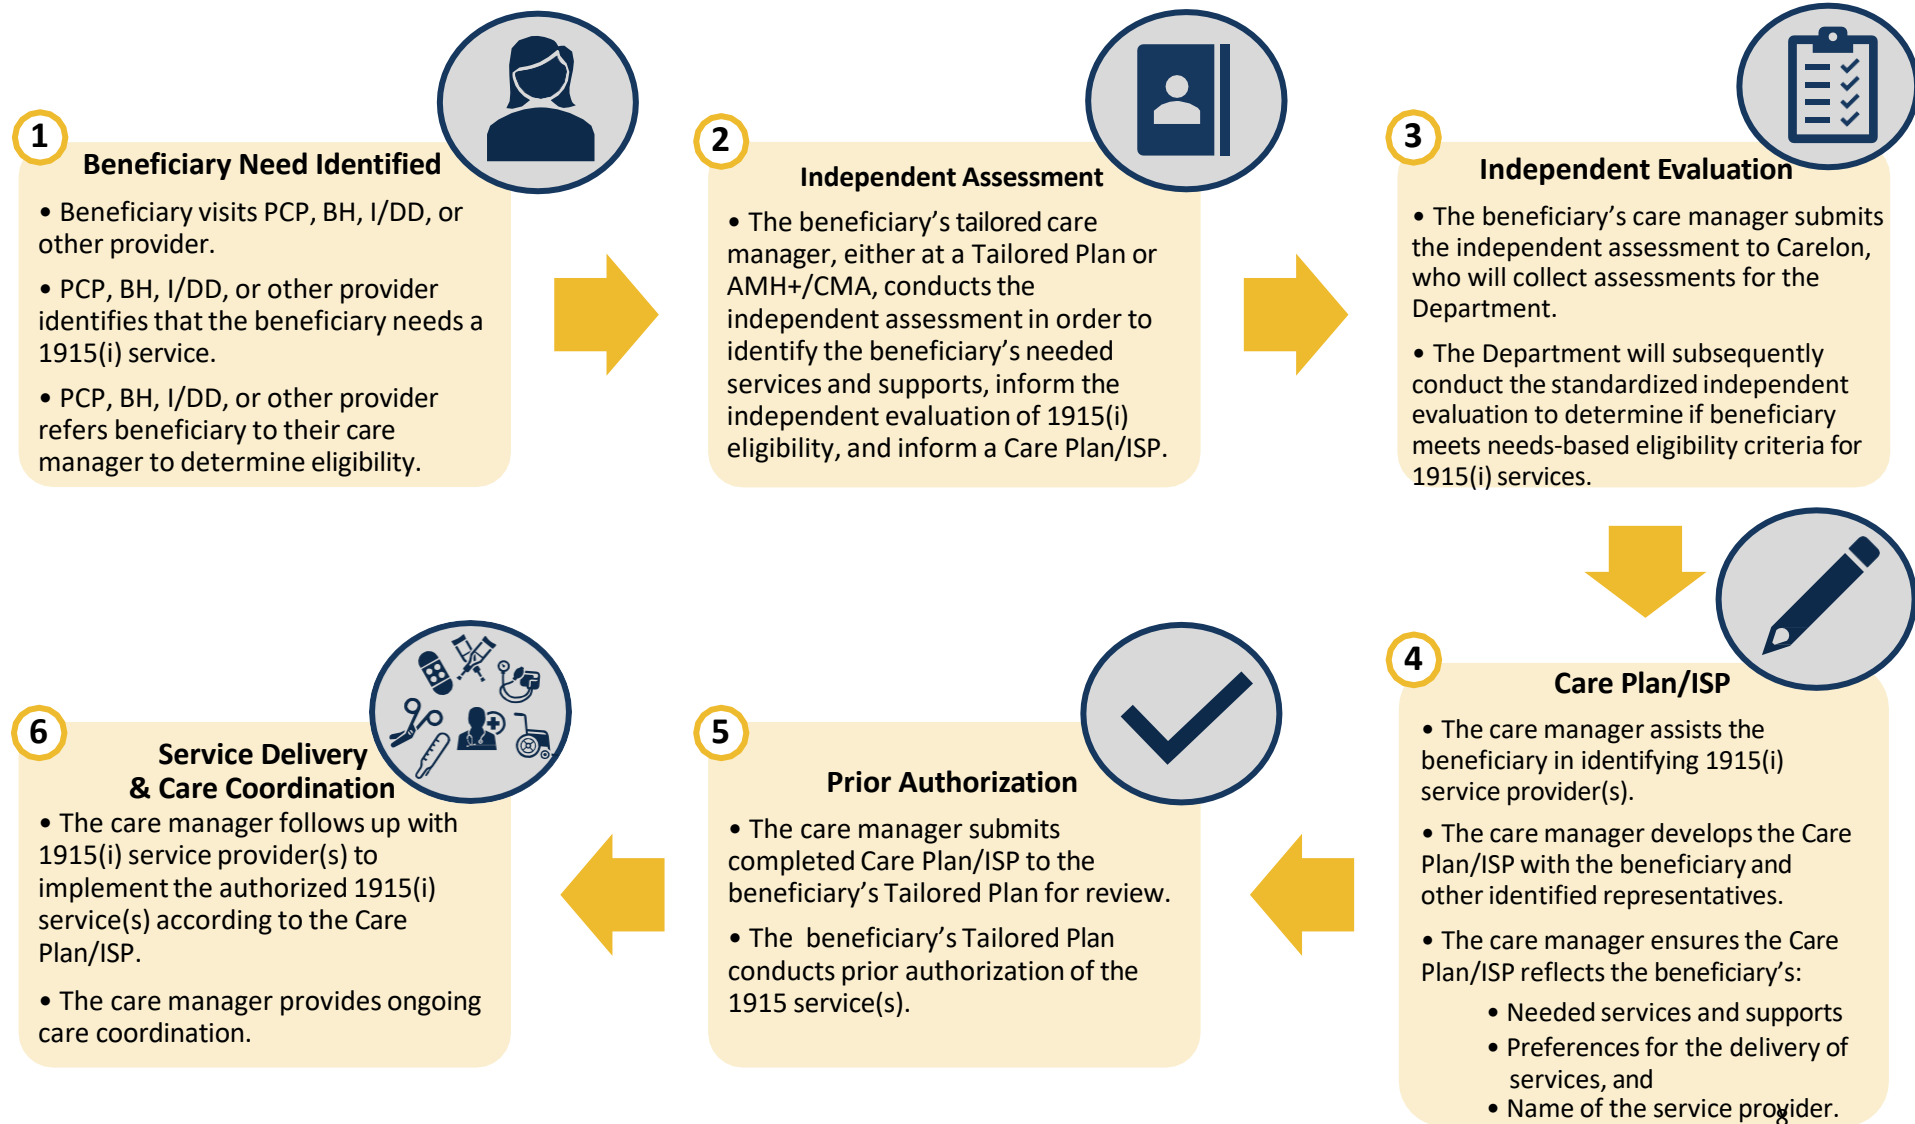 1
Beneficiary Need Identified
• Beneficiary visits PCP, BH, I/DD, or
other provider.
• PCP, BH, I/DD, or other provider
identifies that the beneficiary needs a
1915(i) service.
• PCP, BH, I/DD, or other provider
refers beneficiary to their care
manager to determine eligibility.
2
Independent Assessment
• The beneficiary’s tailored care
manager, either at a Tailored Plan or
AMH+/CMA, conducts the
independent assessment in order to
identify the beneficiary’s needed
services and supports, inform the
independent evaluation of 1915(i)
eligibility, and inform a Care Plan/ISP.
3
Independent Evaluation
• The beneficiary’s care manager submits
the independent assessment to Carelon,
who will collect assessments for the
Department.
• The Department will subsequently
conduct the standardized independent
evaluation to determine if beneficiary
meets needs-based eligibility criteria for
1915(i) services.
4
Care Plan/ISP
• The care manager assists the
beneficiary in identifying 1915(i)
service provider(s).
• The care manager develops the Care
Plan/ISP with the beneficiary and
other identified representatives.
• The care manager ensures the Care
Plan/ISP reflects the beneficiary’s:
• Needed services and supports
• Preferences for the delivery of
services, and
• Name of the service provider.
5
Prior Authorization
• The care manager submits
completed Care Plan/ISP to the
beneficiary’s Tailored Plan for review.
• The beneficiary’s Tailored Plan
conducts prior authorization of the
1915 service(s).
6
Service Delivery
& Care Coordination
• The care manager follows up with
1915(i) service provider(s) to
implement the authorized 1915(i)
service(s) according to the Care
Plan/ISP.
• The care manager provides ongoing
care coordination.
8